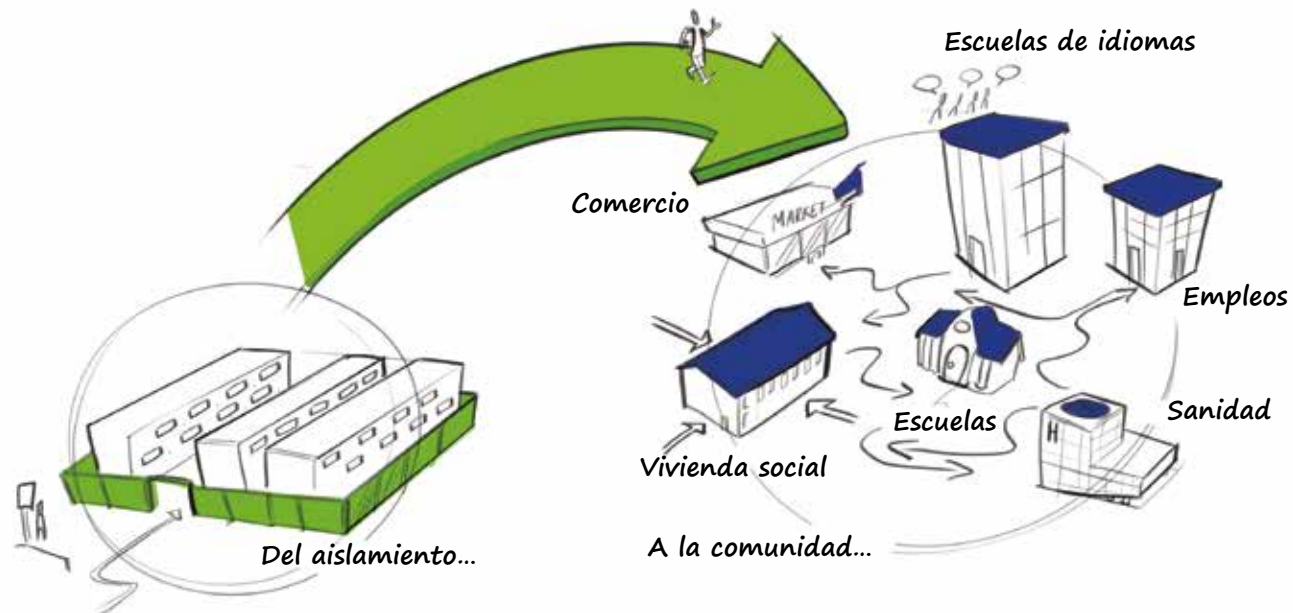 Escuelas de idiomas
Comercio
MARKET
Empleos
Escuelas
Sanidad
H
Vivienda social
Del aislamiento...
A la comunidad...